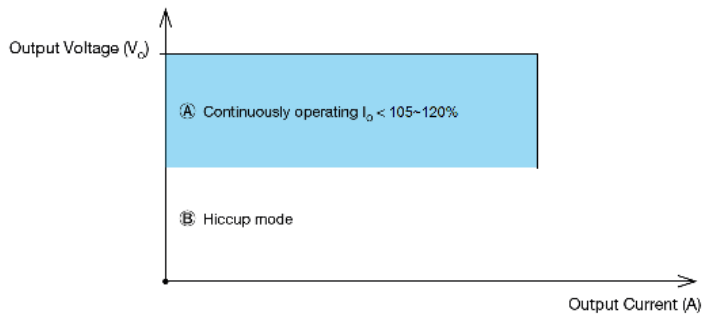 Output Voltage (Vo)
Ⓐ Continuously operating Io < 105~120%
Ⓑ Hiccup mode
Output Current (A)